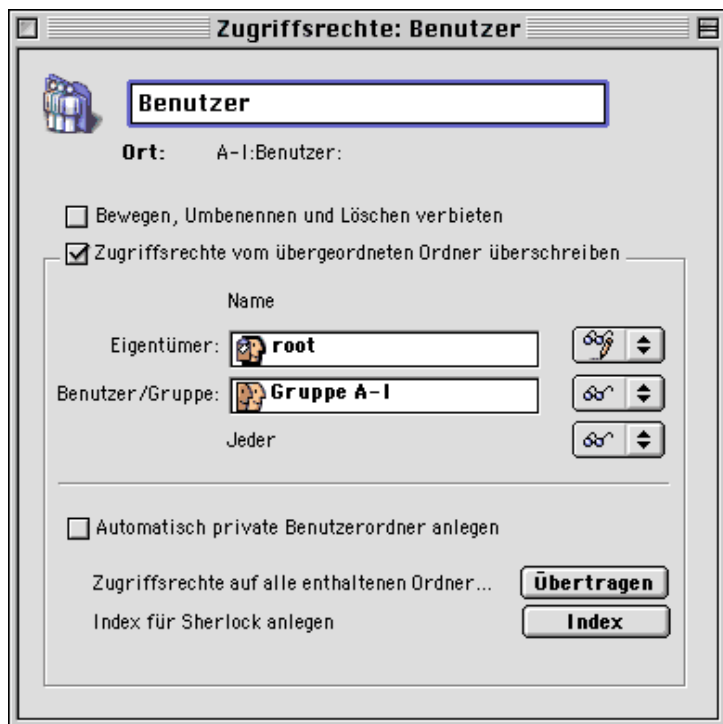 Zugriffsrechte: Benutzer
Benutzer
Ort: A-I:Benutzer:
Bewegen, Umbenennen und Löschen verbieten
Zugriffsrechte vom übergeordneten Ordner überschreiben
Name
Eigentümer: root
Benutzer/Gruppe: Gruppe A-I
Jeder
Automatisch private Benutzerordner anlegen
Zugriffsrechte auf alle enthaltenen Ordner... Übertragen
Index für Sherlock anlegen Index